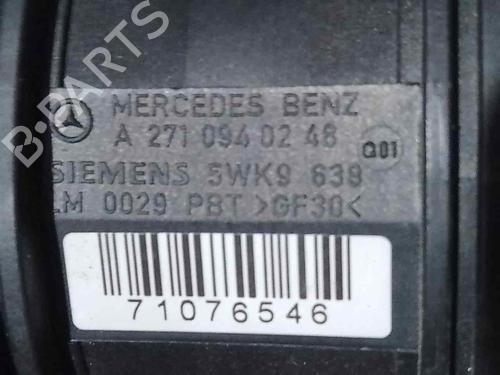 MERCEDES BENZ
A 271 094 02 48
Q01
SIEMENS 5WK9 638
LM 0029 PBT >GF30<
71076546
B-PARTS